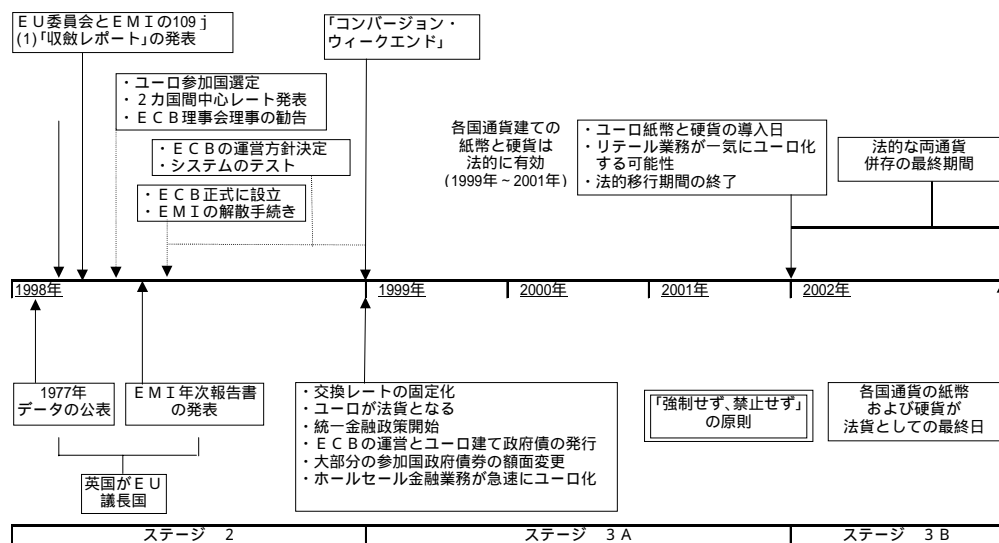 ＥＵ委員会とＥＭＩの109ｊ
(1)「収斂レポート」の発表
「コンバージョン・
ウィークエンド」
・ユーロ参加国選定
・２カ国間中心レート発表
・ＥＣＢ理事会理事の勧告
・ＥＣＢの運営方針決定
・システムのテスト
・ＥＣＢ正式に設立
・ＥＭＩの解散手続き
各国通貨建ての
紙幣と硬貨は
法的に有効
(1999年～2001年)
・ユーロ紙幣と硬貨の導入日
・リテール業務が一気にユーロ化
する可能性
・法的移行期間の終了
法的な両通貨
併存の最終期間
1998年
1999年
2000年
2001年
2002年
1977年
データの公表
ＥＭＩ年次報告書
の発表
英国がＥＵ
議長国
・交換レートの固定化
・ユーロが法貨となる
・統一金融政策開始
・ＥＣＢの運営とユーロ建て政府債の発行
・大部分の参加国政府債券の額面変更
・ホールセール金融業務が急速にユーロ化
「強制せず、禁止せず」
の原則
各国通貨の紙幣
および硬貨が
法貨としての最終日
ステージ　２
ステージ　３Ａ
ステージ　３Ｂ